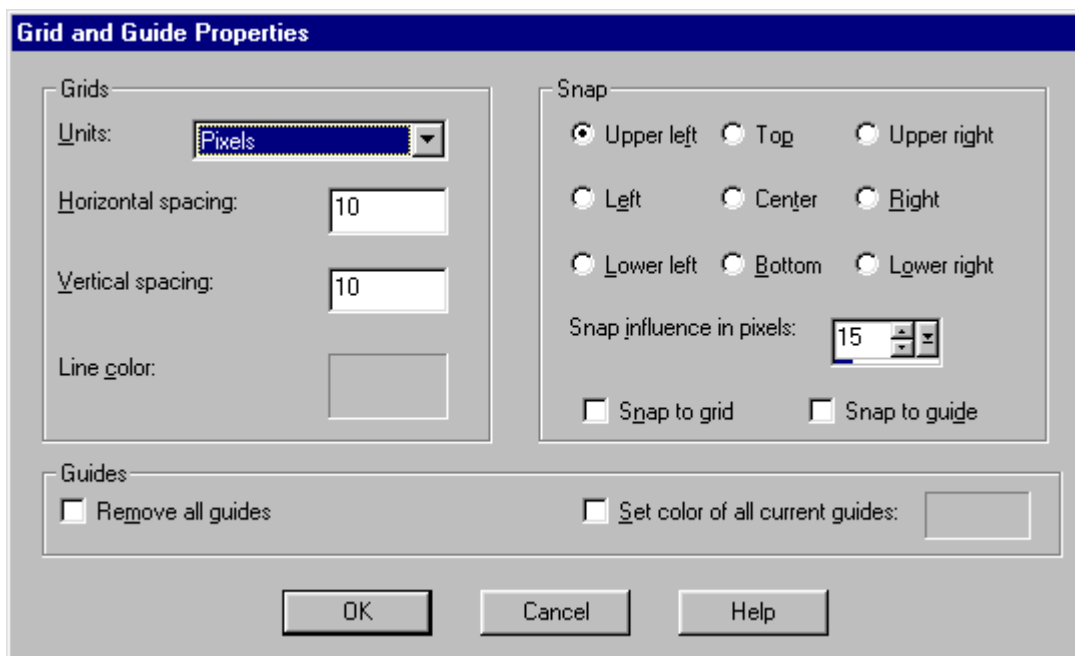 Grid and Guide Properties
Grids
Units: Pixels
Horizontal spacing: 10
Vertical spacing: 10
Line color:
Snap
Upper left Top Upper right
Left Center Right
Lower left Bottom Lower right
Snap influence in pixels: 15
Snap to grid Snap to guide
Guides
Remove all guides Set color of all current guides:
OK Cancel Help